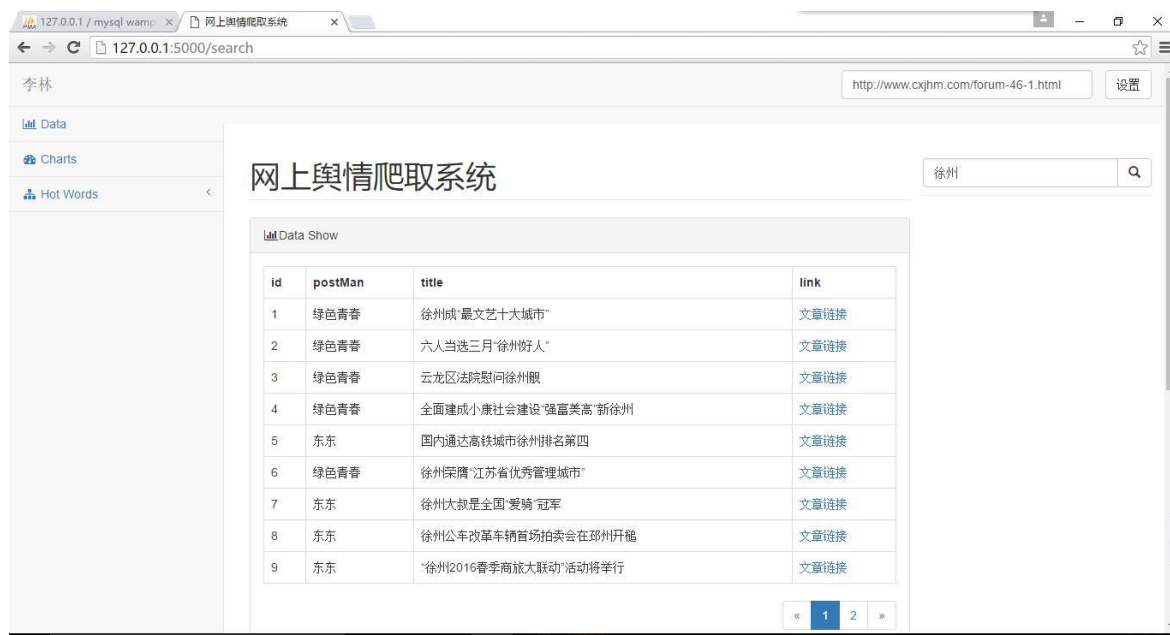 127.0.0.1 / mysql wamp
网上舆情爬取系统
127.0.0.1:5000/search
李林
http://www.cxjhm.com/forum-46-1.html
设置
Data
Charts
Hot Words
网上舆情爬取系统
徐州
Data Show
id postMan title link
1 绿色青春 徐州成“最文艺十大城市” 文章链接
2 绿色青春 六人当选三月“徐州好人” 文章链接
3 绿色青春 云龙区法院慰问徐州舰 文章链接
4 绿色青春 全面建成小康社会建设“强富美高”新徐州 文章链接
5 东东 国内通达高铁城市徐州排名第四 文章链接
6 绿色青春 徐州荣膺“江苏省优秀管理城市” 文章链接
7 东东 徐州大叔是全国“爱骑”冠军 文章链接
8 东东 徐州公车改革车辆首场拍卖会在邳州开槌 文章链接
9 东东 “徐州2016春季商旅大联动”活动将举行 文章链接
« 1 2 »